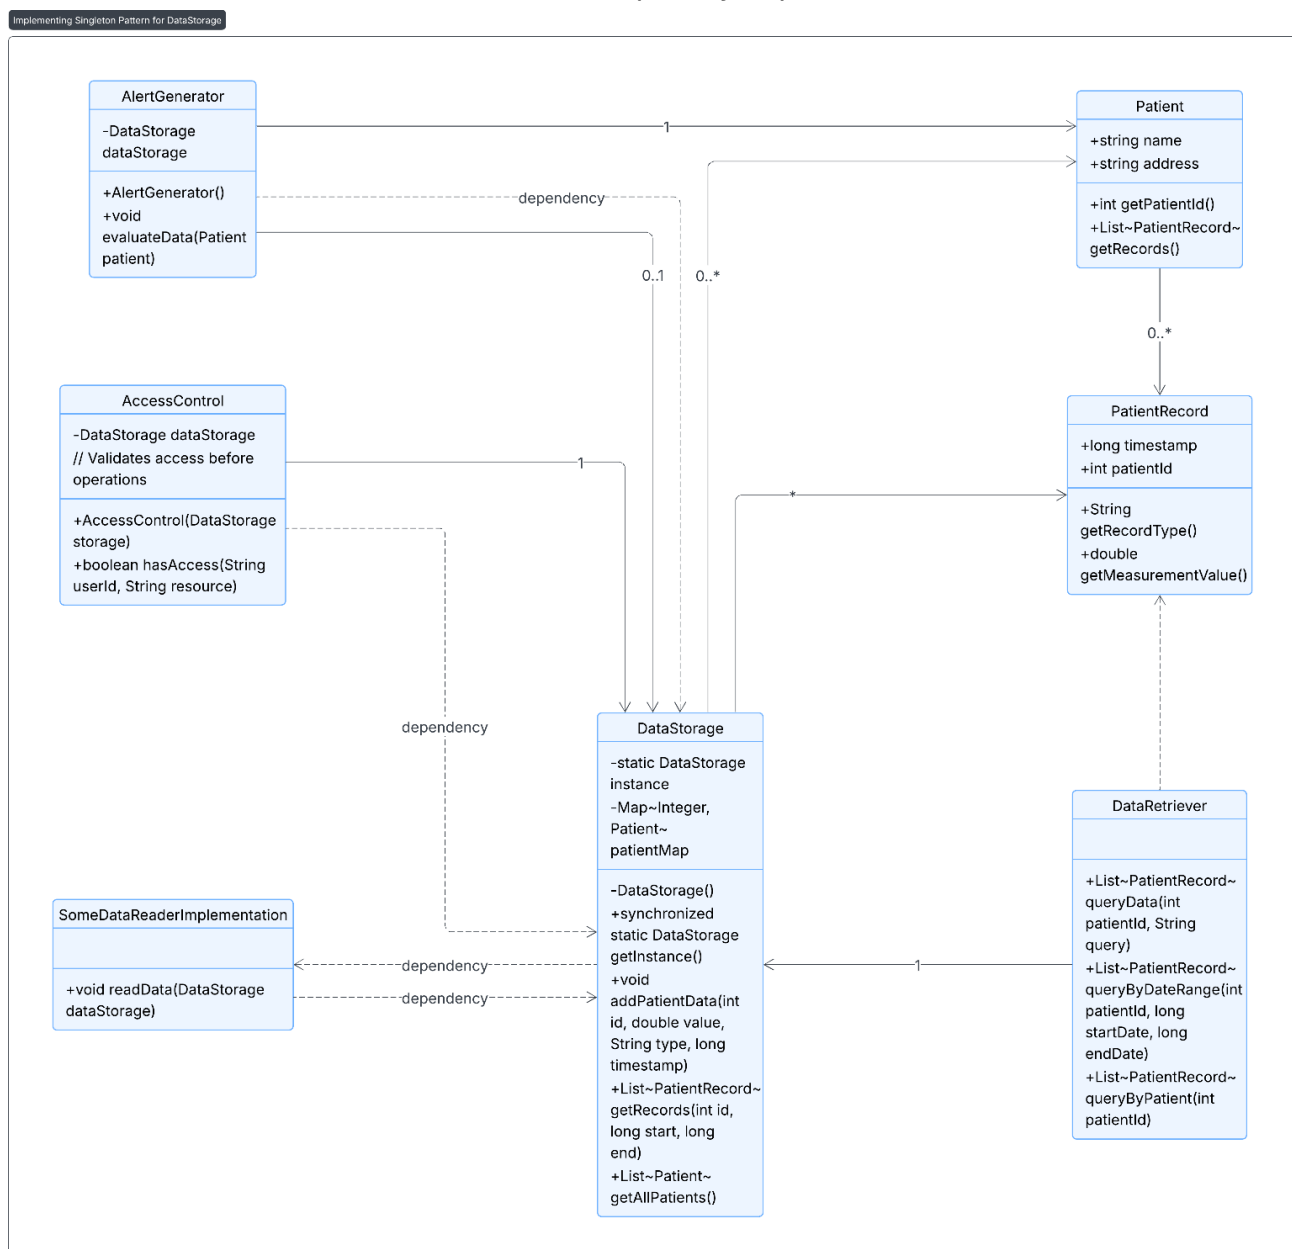 Implementing Singleton Pattern for DataStorage
AlertGenerator
-DataStorage
dataStorage
+AlertGenerator()
+void
evaluateData(Patient
patient)
1
dependency
0..1
0..*
Patient
+string name
+string address
+int getPatientId()
+List~PatientRecord~
getRecords()
0..*
AccessControl
-DataStorage dataStorage
// Validates access before
operations
+AccessControl(DataStorage
storage)
+boolean hasAccess(String
userId, String resource)
1
*
PatientRecord
+long timestamp
+int patientId
+String
getRecordType()
+double
getMeasurementValue()
dependency
DataStorage
-static DataStorage
instance
-Map~Integer,
Patient~
patientMap
-DataStorage()
+synchronized
static DataStorage
getInstance()
+void
addPatientData(int
id, double value,
String type, long
timestamp)
+List~PatientRecord~
getRecords(int id,
long start, long
end)
+List~Patient~
getAllPatients()
SomeDataReaderImplementation
+void readData(DataStorage
dataStorage)
dependency
dependency
1
DataRetriever
+List~PatientRecord~
queryData(int
patientId, String
query)
+List~PatientRecord~
queryByDateRange(int
patientId, long
startDate, long
endDate)
+List~PatientRecord~
queryByPatient(int
patientId)